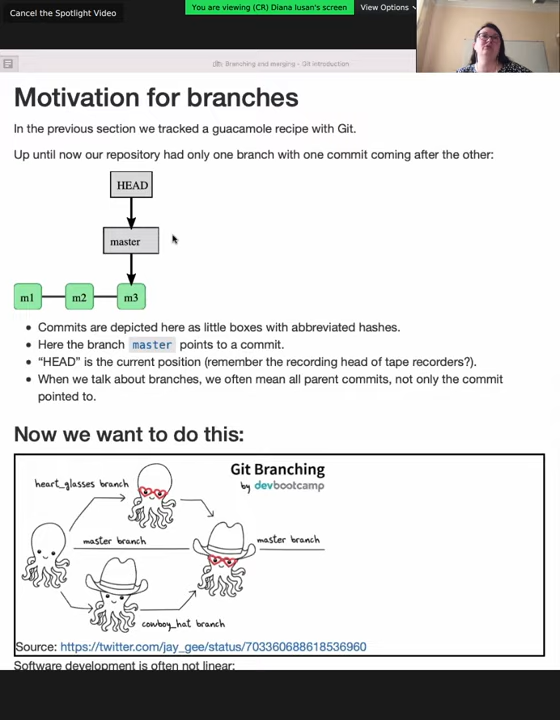 Cancel the Spotlight Video
You are viewing (CR) Diana Iusan's screen
View Options
Branching and merging - Git introduction
Motivation for branches
In the previous section we tracked a guacamole recipe with Git.
Up until now our repository had only one branch with one commit coming after the other:
HEAD
master
m1 m2 m3
• Commits are depicted here as little boxes with abbreviated hashes.
• Here the branch master points to a commit.
• “HEAD” is the current position (remember the recording head of tape recorders?).
• When we talk about branches, we often mean all parent commits, not only the commit
pointed to.
Now we want to do this:
Git Branching
by devbootcamp
heart_glasses branch
master branch
master branch
cowboy_hat branch
Source: https://twitter.com/jay_gee/status/703360688618536960
Software development is often not linear: